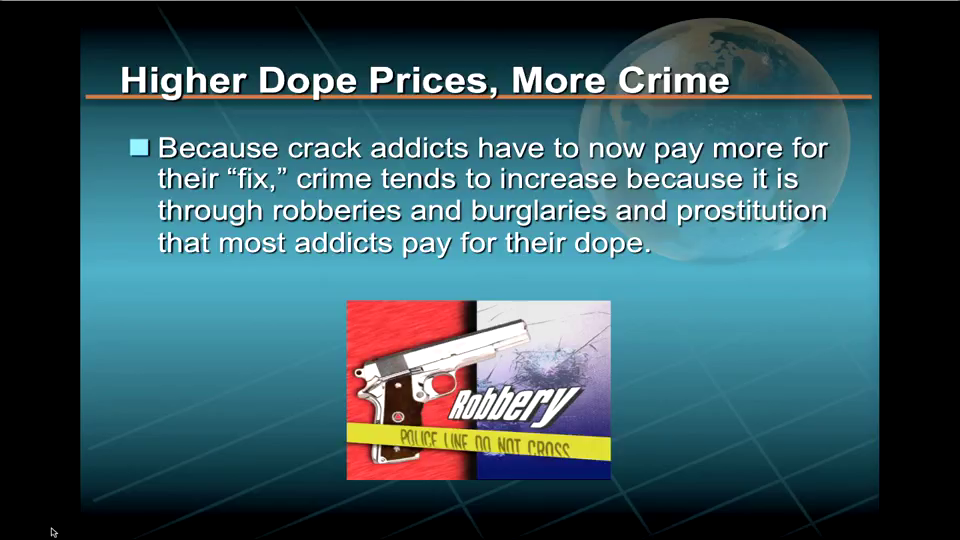 Higher Dope Prices, More Crime
Because crack addicts have to now pay more for
their “fix,” crime tends to increase because it is
through robberies and burglaries and prostitution
that most addicts pay for their dope.
Robbery
POLICE LINE DO NOT CROSS